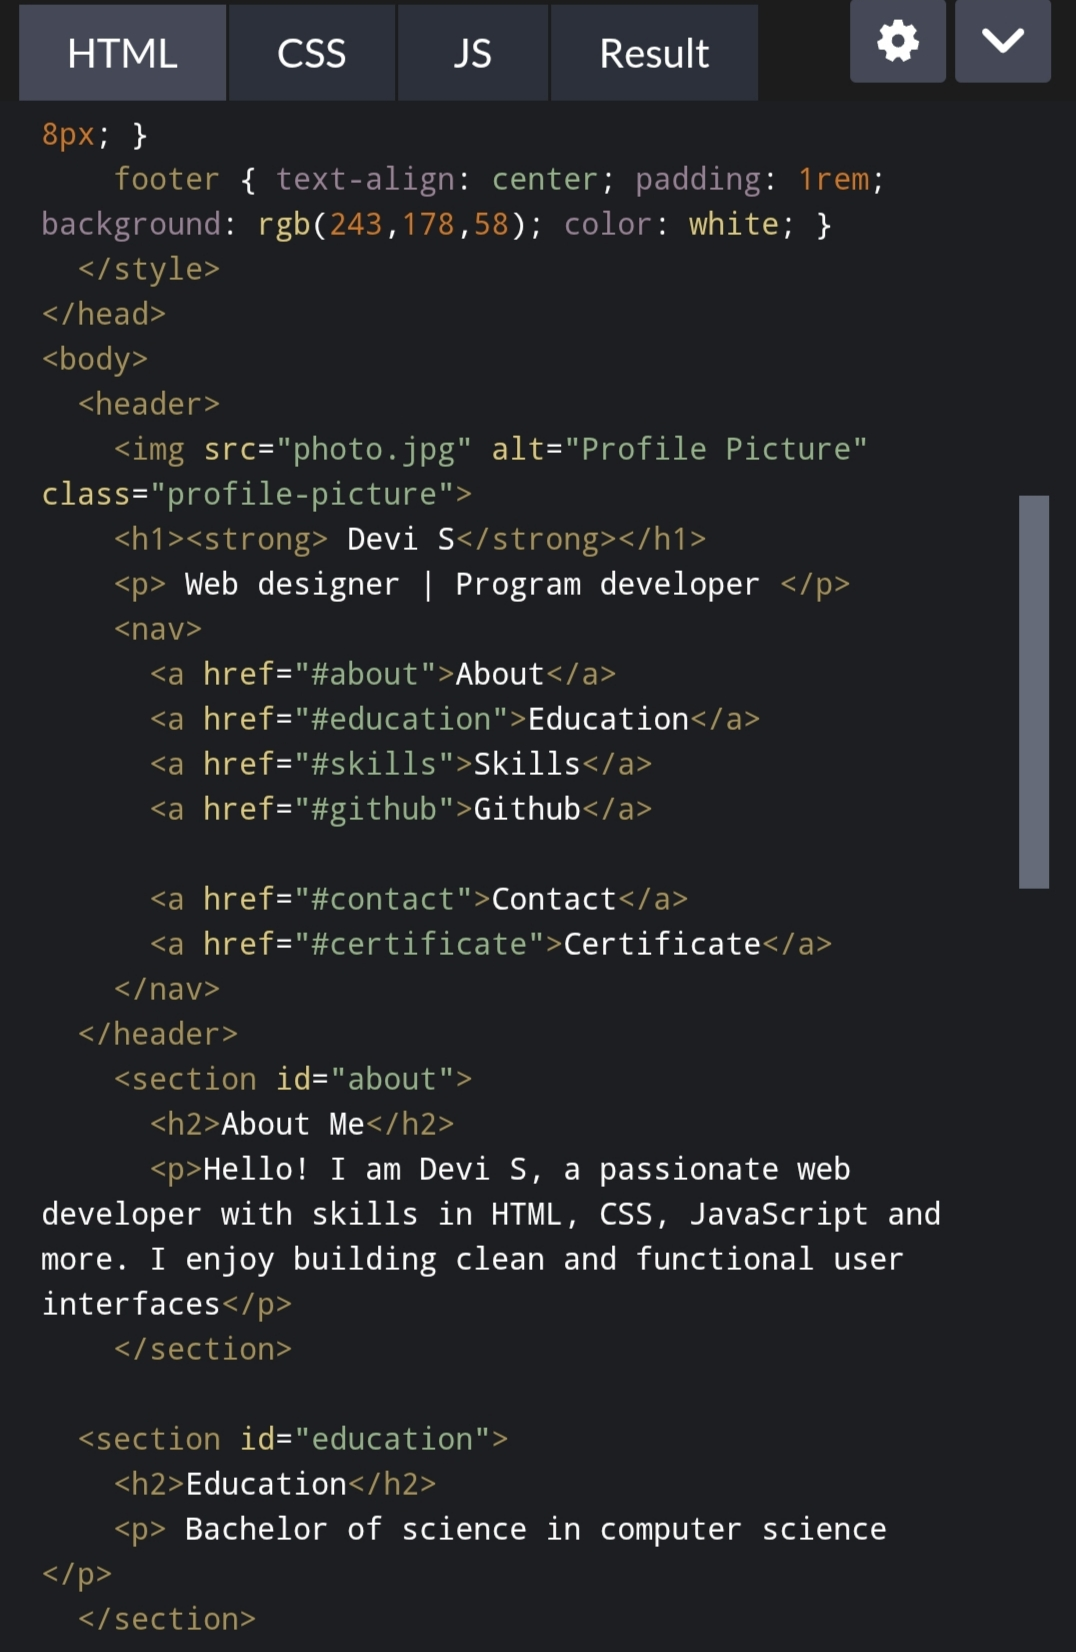 HTML CSS JS Result
8px; }
footer { text-align: center; padding: 1rem;
background: rgb(243,178,58); color: white; }
</style>
</head>
<body>
<header>
<img src="photo.jpg" alt="Profile Picture"
class="profile-picture">
<h1><strong> Devi S</strong></h1>
<p> Web designer | Program developer </p>
<nav>
<a href="#about">About</a>
<a href="#education">Education</a>
<a href="#skills">Skills</a>
<a href="#github">Github</a>
<a href="#contact">Contact</a>
<a href="#certificate">Certificate</a>
</nav>
</header>
<section id="about">
<h2>About Me</h2>
<p>Hello! I am Devi S, a passionate web
developer with skills in HTML, CSS, JavaScript and
more. I enjoy building clean and functional user
interfaces</p>
</section>
<section id="education">
<h2>Education</h2>
<p> Bachelor of science in computer science
</p>
</section>